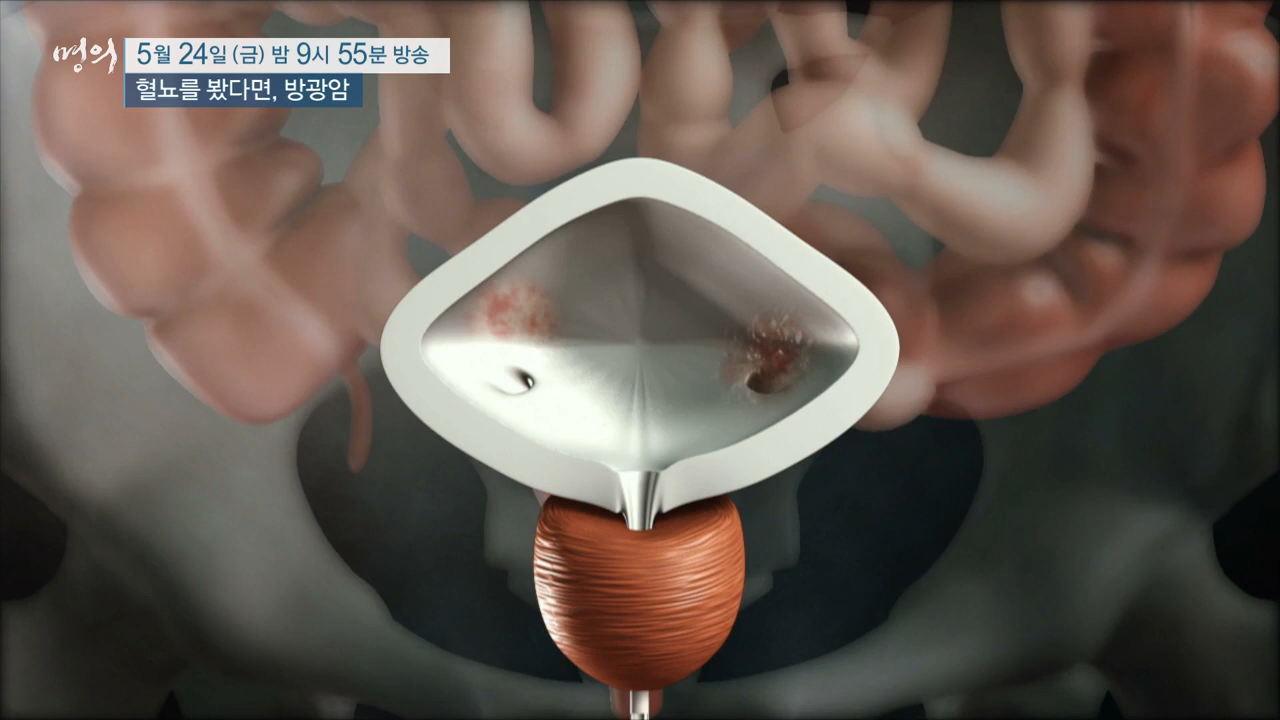 명의
5월 24일 (금) 밤 9시 55분 방송
혈뇨를 봤다면, 방광암